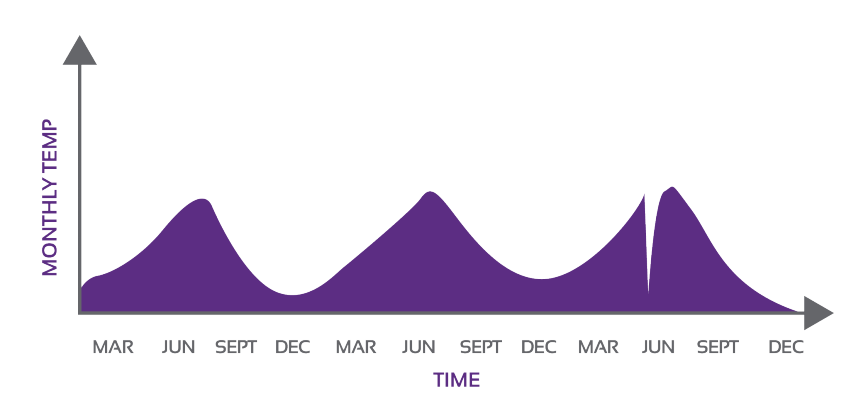 MONTHLY TEMP
MAR JUN SEPT DEC MAR JUN SEPT DEC MAR JUN SEPT DEC
TIME